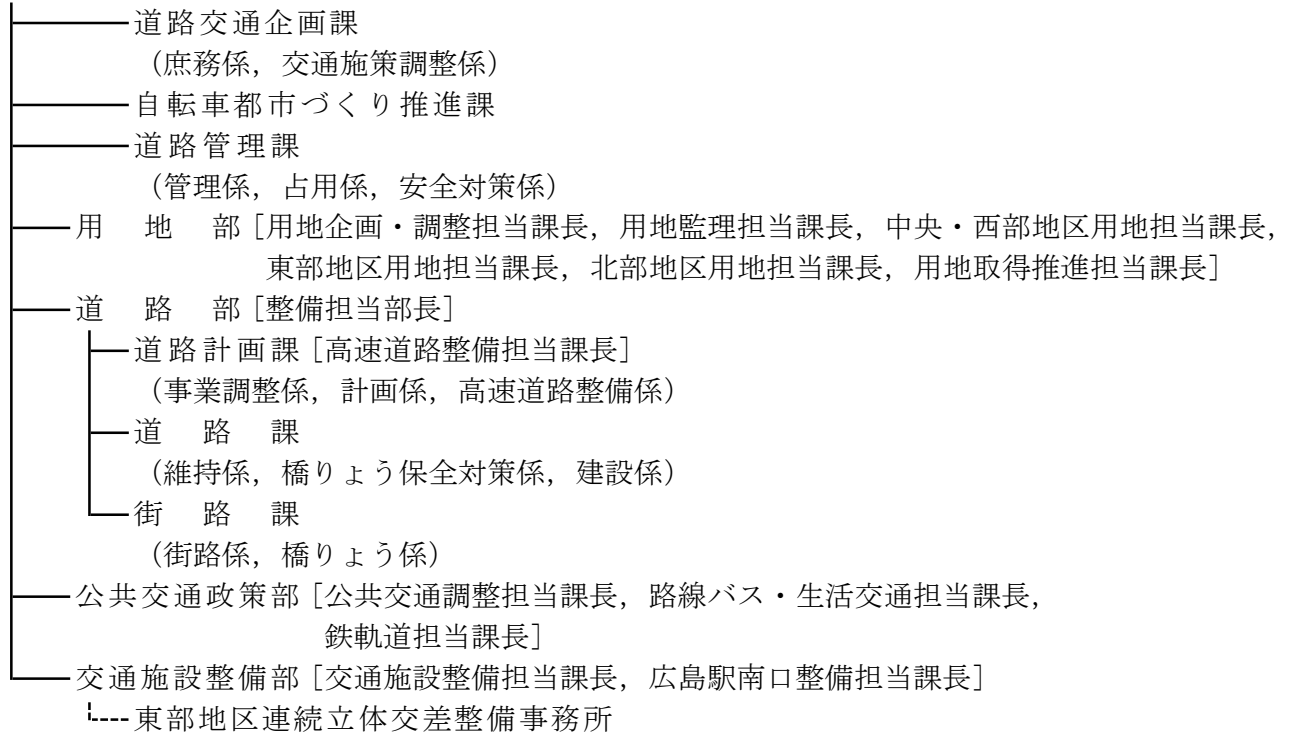 道路交通企画課
（庶務係，交通施策調整係）
自転車都市づくり推進課
道路管理課
（管理係，占用係，安全対策係）
用地部［用地企画・調整担当課長，用地監理担当課長，中央・西部地区用地担当課長，
東部地区用地担当課長，北部地区用地担当課長，用地取得推進担当課長］
道路部［整備担当部長］
道路計画課［高速道路整備担当課長］
（事業調整係，計画係，高速道路整備係）
道路課
（維持係，橋りょう保全対策係，建設係）
街路課
（街路係，橋りょう係）
公共交通政策部［公共交通調整担当課長，路線バス・生活交通担当課長，
鉄軌道担当課長］
交通施設整備部［交通施設整備担当課長，広島駅南口整備担当課長］
東部地区連続立体交差整備事務所